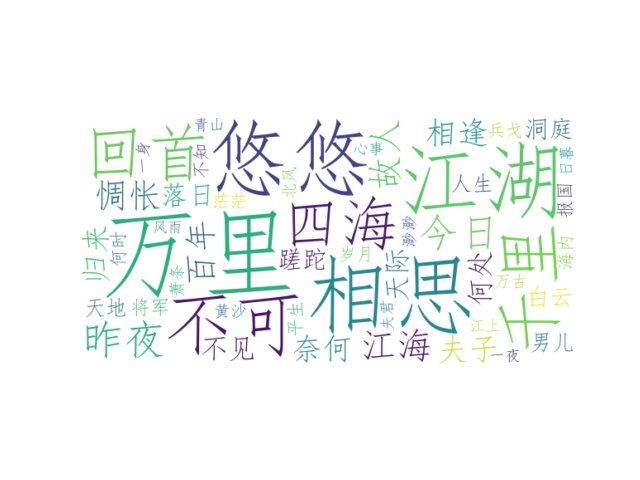 青山
回首
一身
不知
悠悠
心事
故人
相逢
兵戈
洞庭
日暮
惆怅
落日
茫茫
北风
江湖
人生
报国
万里
风雨
四海
渺渺
今日
千里
海内
归来
何时
百年
萧条
蹉跎
岁月
天际
何处
万古
白云
天地
将军
黄沙
不可
平生
相思
夫君
江上
昨夜
不见
奈何
江海
夫子
一夜
男儿